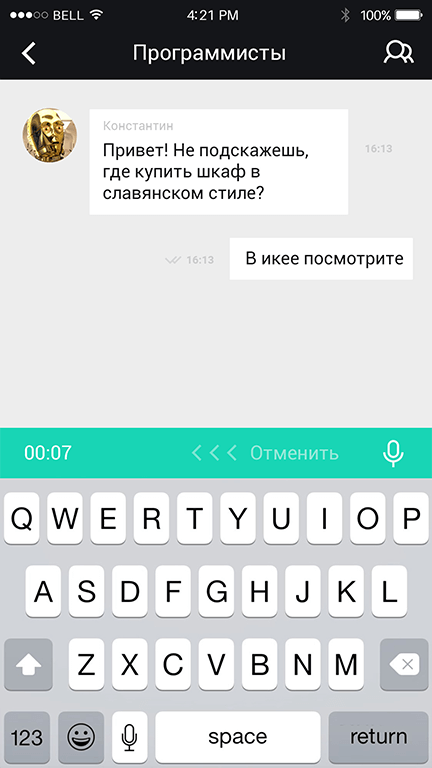 BELL 4:21 PM 100%
Программисты
Константин
Привет! Не подскажешь,
где купить шкаф в
славянском стиле?
16:13
16:13
В икее посмотрите
00:07 Отменить
Q W E R T Y U I O P
A S D F G H J K L
Z X C V B N M
123 space return